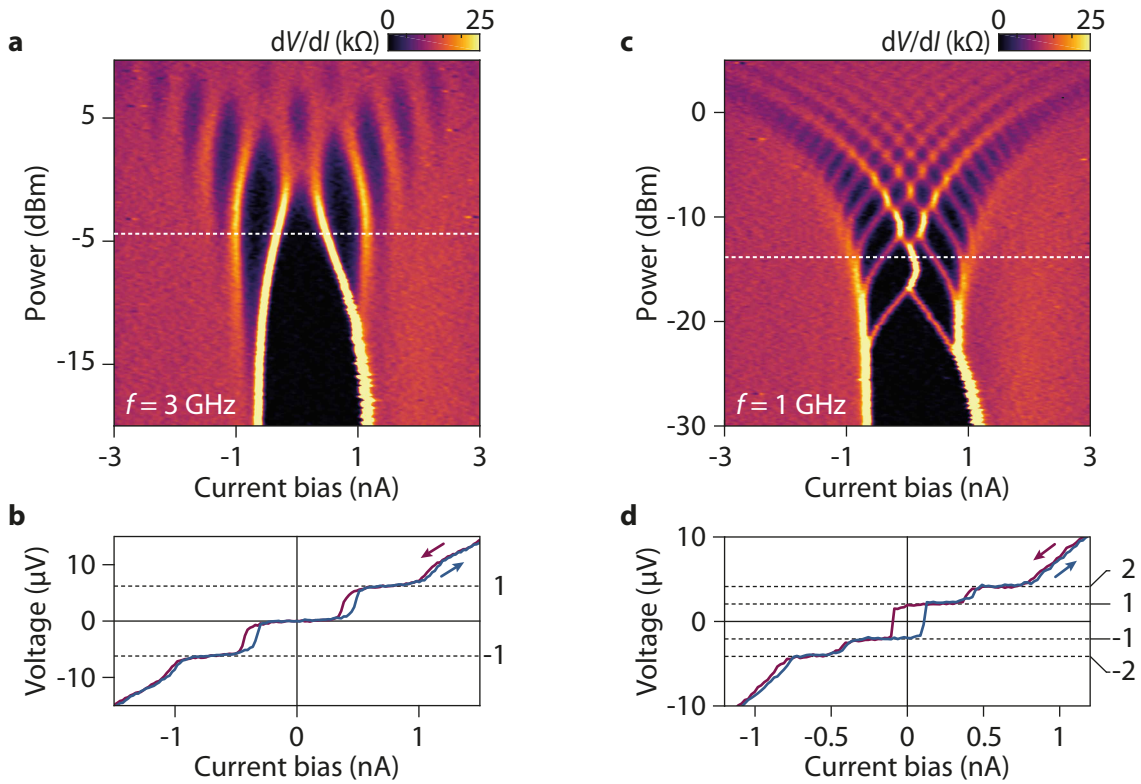 a
dV/dI (kΩ)
0
25
Power (dBm)
5
-5
-15
f = 3 GHz
-3
-1
1
3
Current bias (nA)
b
Voltage (µV)
10
0
-10
1
-1
-1
0
1
Current bias (nA)
c
dV/dI (kΩ)
0
25
Power (dBm)
0
-10
-20
-30
f = 1 GHz
-3
-1
1
3
Current bias (nA)
d
Voltage (µV)
10
0
-10
2
1
-1
-2
-1
-0.5
0
0.5
1
Current bias (nA)